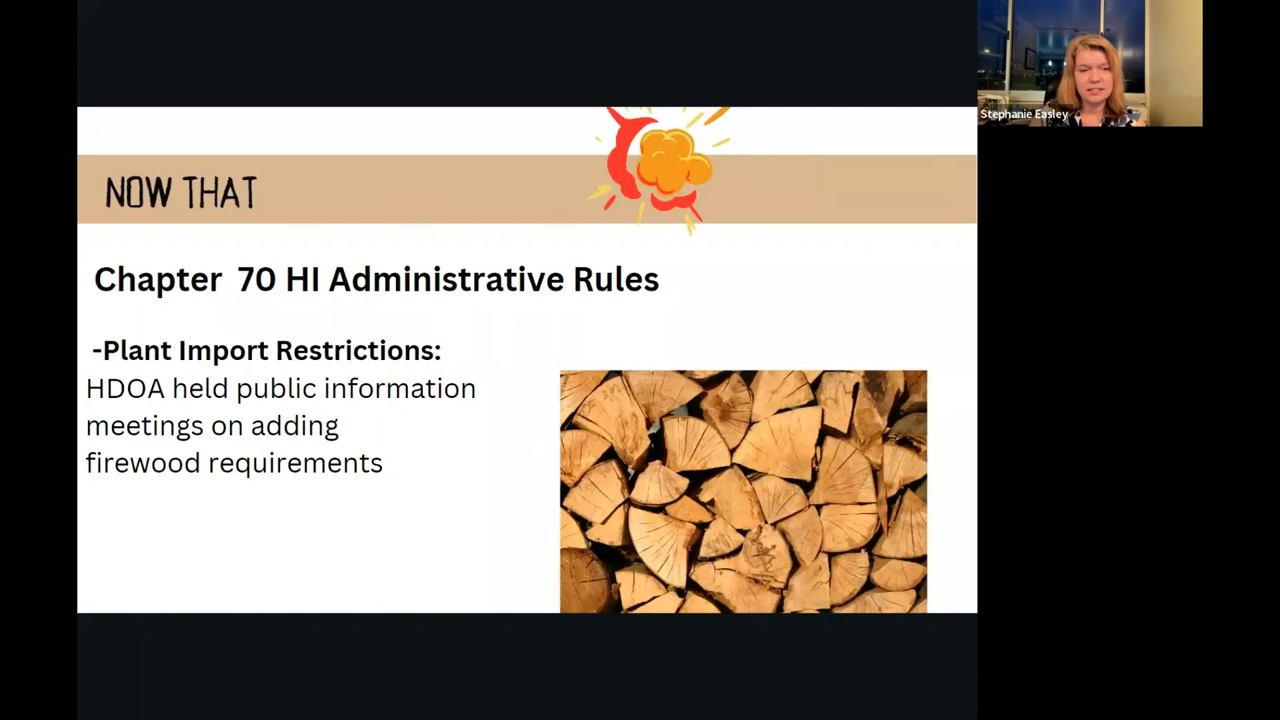 Stephanie Easley
NOW THAT
Chapter 70 HI Administrative Rules
-Plant Import Restrictions:
HDOA held public information
meetings on adding
firewood requirements